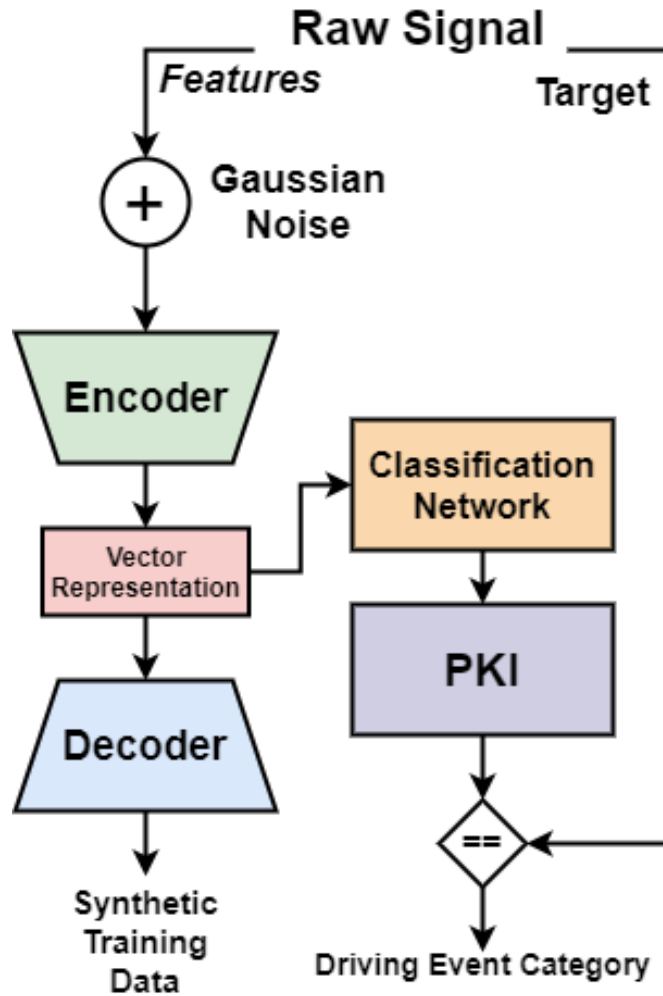 Raw Signal
Features
Target
+
Gaussian
Noise
Encoder
Classification
Network
Vector
Representation
PKI
Decoder
==
Synthetic
Training
Data
Driving Event Category